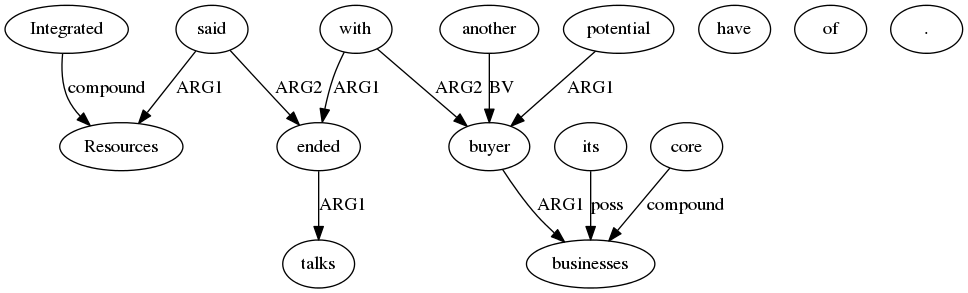 Integrated said with another potential have of .
compound ARG1 ARG2 ARG1 ARG2 BV ARG1
Resources ended buyer its core
ARG1 ARG1 poss compound
talks businesses